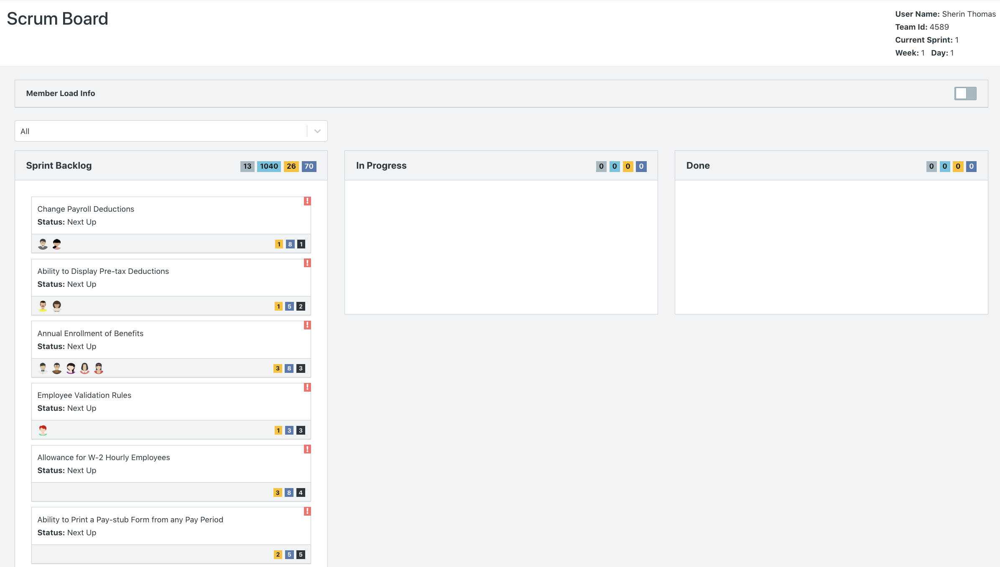 Scrum Board
User Name: Sherin Thomas
Team Id: 4589
Current Sprint: 1
Week: 1 Day: 1
Member Load Info
All
Sprint Backlog 13 1040 26 70
In Progress 0 0 0 0
Done 0 0 0 0
!
Change Payroll Deductions
Status: Next Up
1 8 1
!
Ability to Display Pre-tax Deductions
Status: Next Up
1 5 2
!
Annual Enrollment of Benefits
Status: Next Up
3 8 3
!
Employee Validation Rules
Status: Next Up
1 3 3
!
Allowance for W-2 Hourly Employees
Status: Next Up
3 8 4
!
Ability to Print a Pay-stub Form from any Pay Period
Status: Next Up
2 5 5